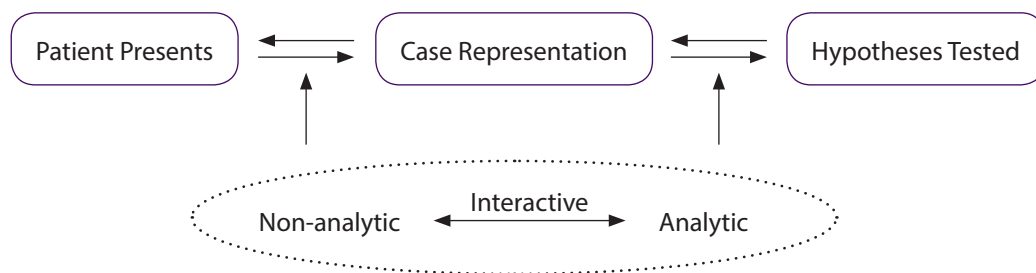 Patient Presents
Case Representation
Hypotheses Tested
Interactive
Non-analytic
Analytic